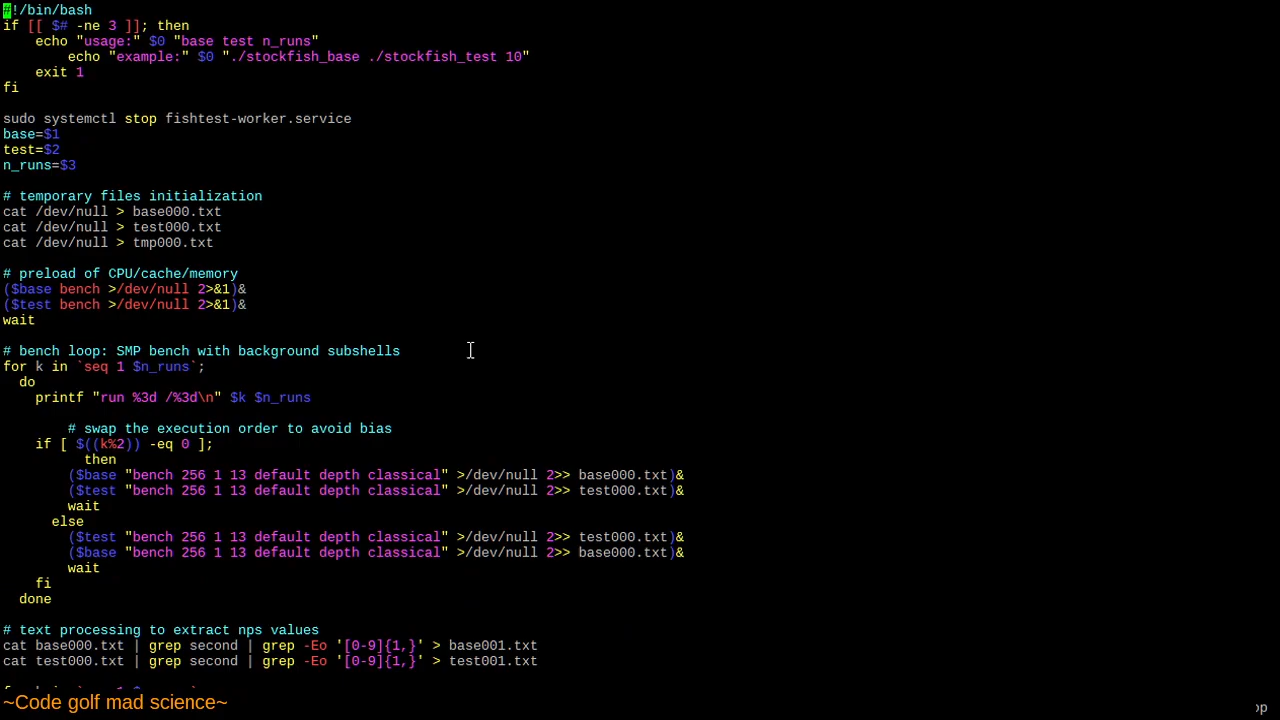 #!/bin/bash
if [[ $# -ne 3 ]]; then
    echo "usage:" $0 "base test n_runs"
        echo "example:" $0 "./stockfish_base ./stockfish_test 10"
    exit 1
fi

sudo systemctl stop fishtest-worker.service
base=$1
test=$2
n_runs=$3

# temporary files initialization
cat /dev/null > base000.txt
cat /dev/null > test000.txt
cat /dev/null > tmp000.txt

# preload of CPU/cache/memory
($base bench >/dev/null 2>&1)&
($test bench >/dev/null 2>&1)&
wait

# bench loop: SMP bench with background subshells
for k in `seq 1 $n_runs`;
  do
    printf "run %3d /%3d\n" $k $n_runs

        # swap the execution order to avoid bias
    if [ $((k%2)) -eq 0 ];
          then
        ($base "bench 256 1 13 default depth classical" >/dev/null 2>> base000.txt)&
        ($test "bench 256 1 13 default depth classical" >/dev/null 2>> test000.txt)&
        wait
      else
        ($test "bench 256 1 13 default depth classical" >/dev/null 2>> test000.txt)&
        ($base "bench 256 1 13 default depth classical" >/dev/null 2>> base000.txt)&
        wait
    fi
  done

# text processing to extract nps values
cat base000.txt | grep second | grep -Eo '[0-9]{1,}' > base001.txt
cat test000.txt | grep second | grep -Eo '[0-9]{1,}' > test001.txt

~Code golf mad science~